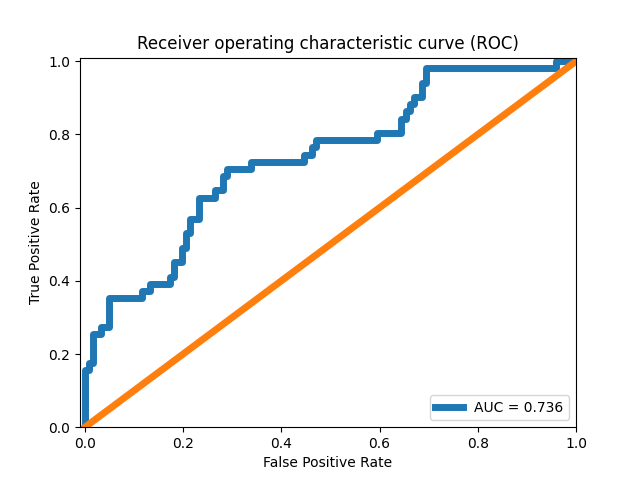 Receiver operating characteristic curve (ROC)
1.0
0.8
0.6
0.4
0.2
0.0
True Positive Rate
AUC = 0.736
0.0 0.2 0.4 0.6 0.8 1.0
False Positive Rate